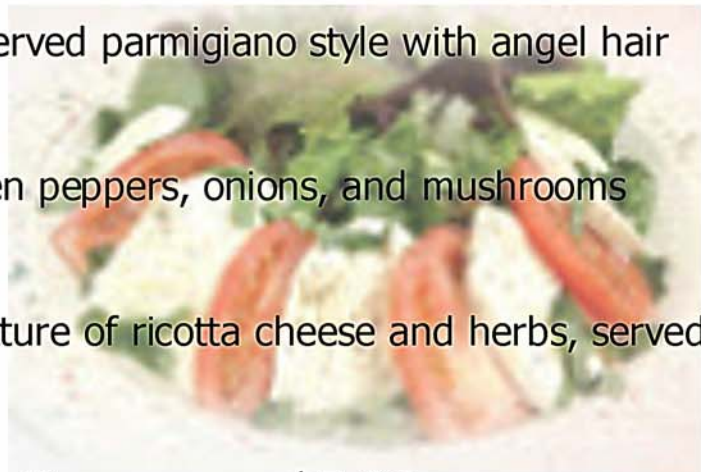 erved parmigiano style with angel hair
en peppers, onions, and mushrooms
ture of ricotta cheese and herbs, served